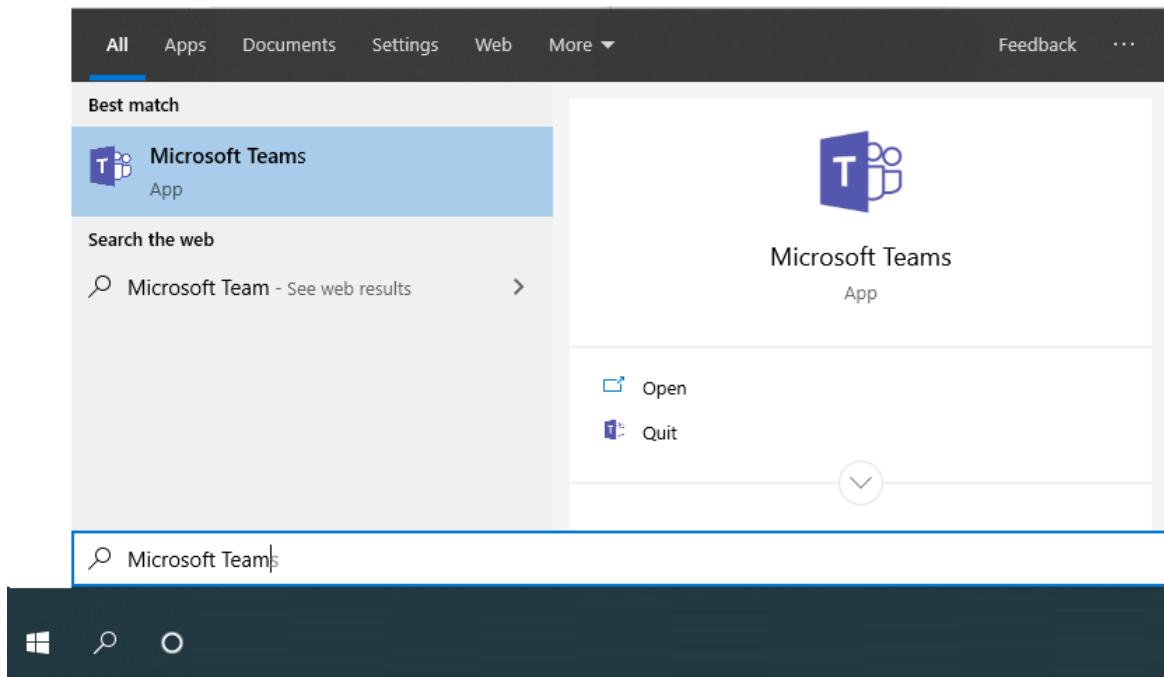 All Apps Documents Settings Web More Feedback ...
Best match
Microsoft Teams
App
Search the web
Microsoft Team - See web results
Microsoft Teams
App
Open
Quit
Microsoft Teams